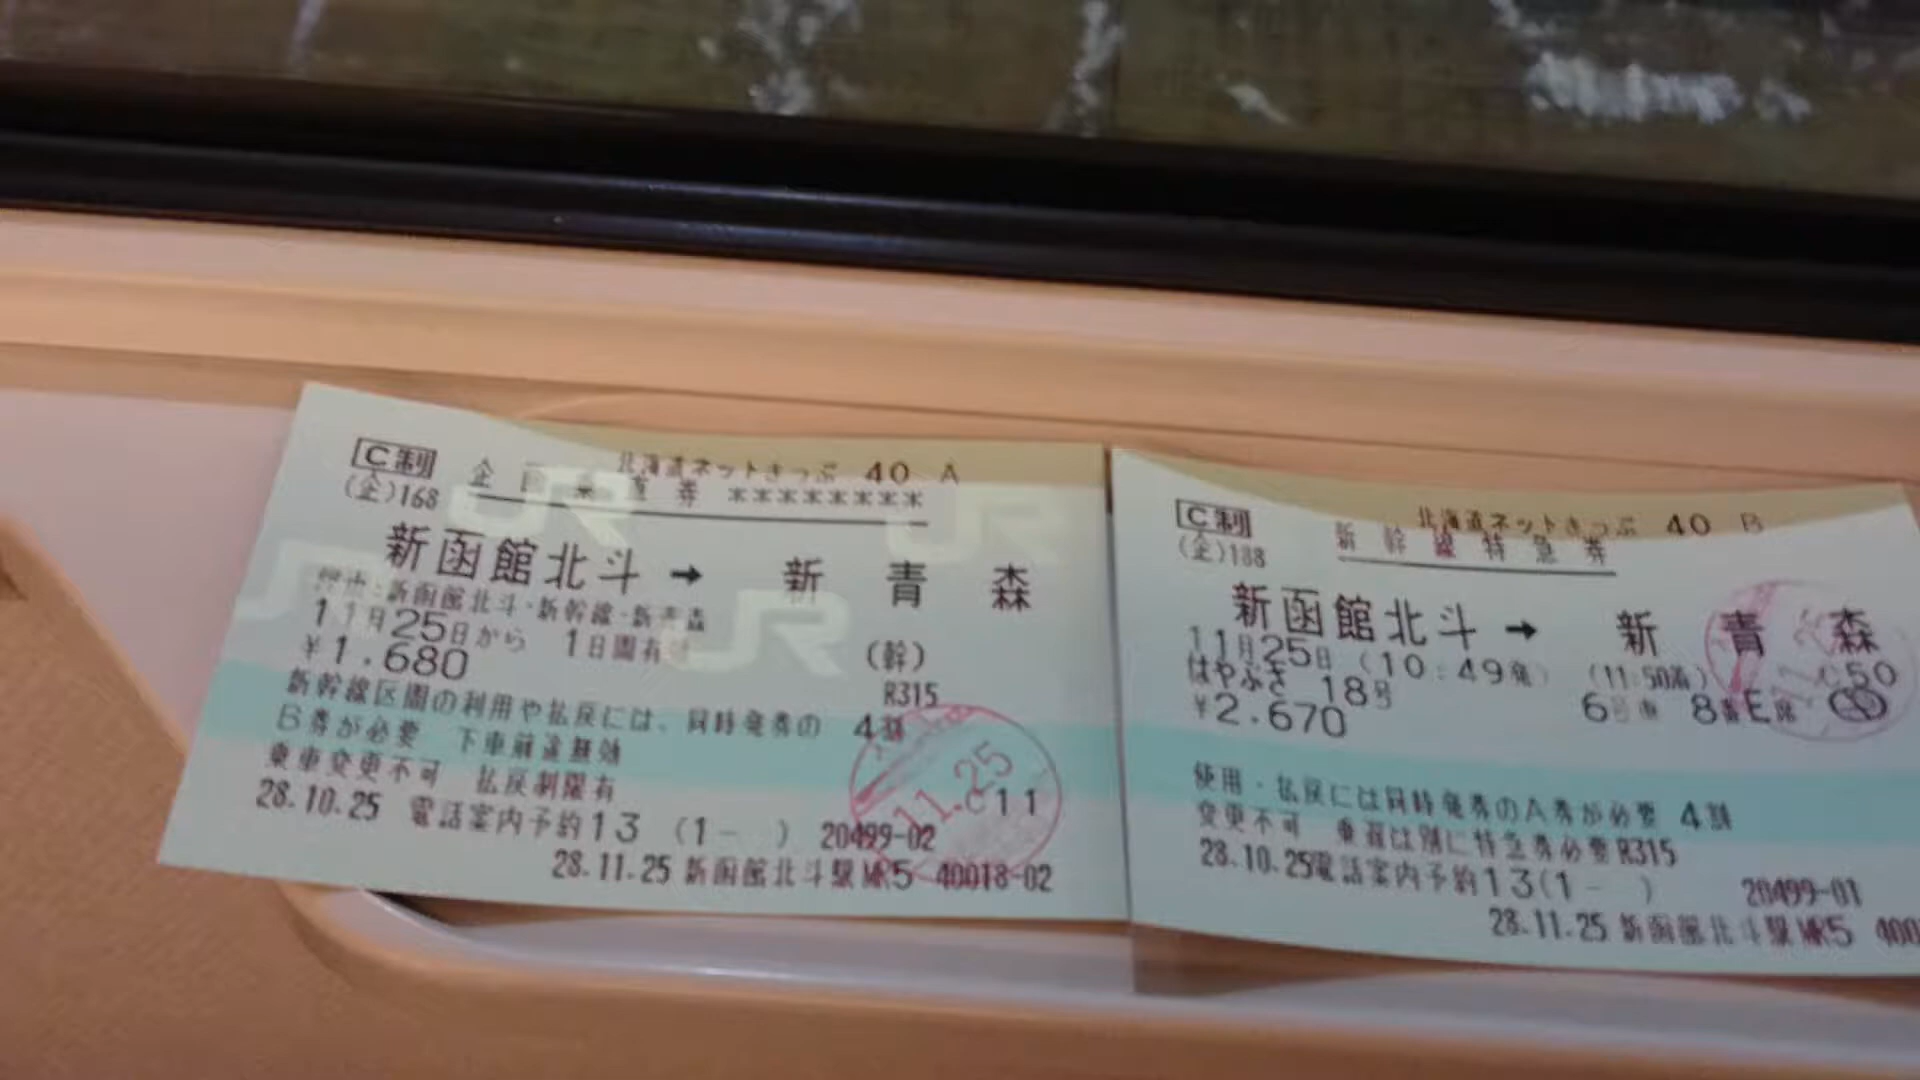 C制
北海道ネットきっぷ 40 A
(企)168
企画乗車券 ********
新函館北斗 → 新青森
経由:新函館北斗・新幹線・新青森
11月25日から 1日間有効
(幹)
¥1,680
R315
新幹線区間の利用や払戻には、同時発券の 4割
B券が必要 下車前途無効
乗車変更不可 払戻制限有
11.25
C11
28.10.25 電話案内予約13 (1- ) 20499-02
28.11.25 新函館北斗駅MR5 40018-02
C制
北海道ネットきっぷ 40 B
(企)188
新幹線特急券
新函館北斗 → 新青森
11月25日 (10:49発) (11:50着) C50
はやぶさ 18号 6号車 8番E席
¥2,670
使用・払戻には同時発券のA券が必要 4割
変更不可 乗遅は別に特急券必要R315
28.10.25電話案内予約13(1- ) 20499-01
28.11.25 新函館北斗駅MR5 400